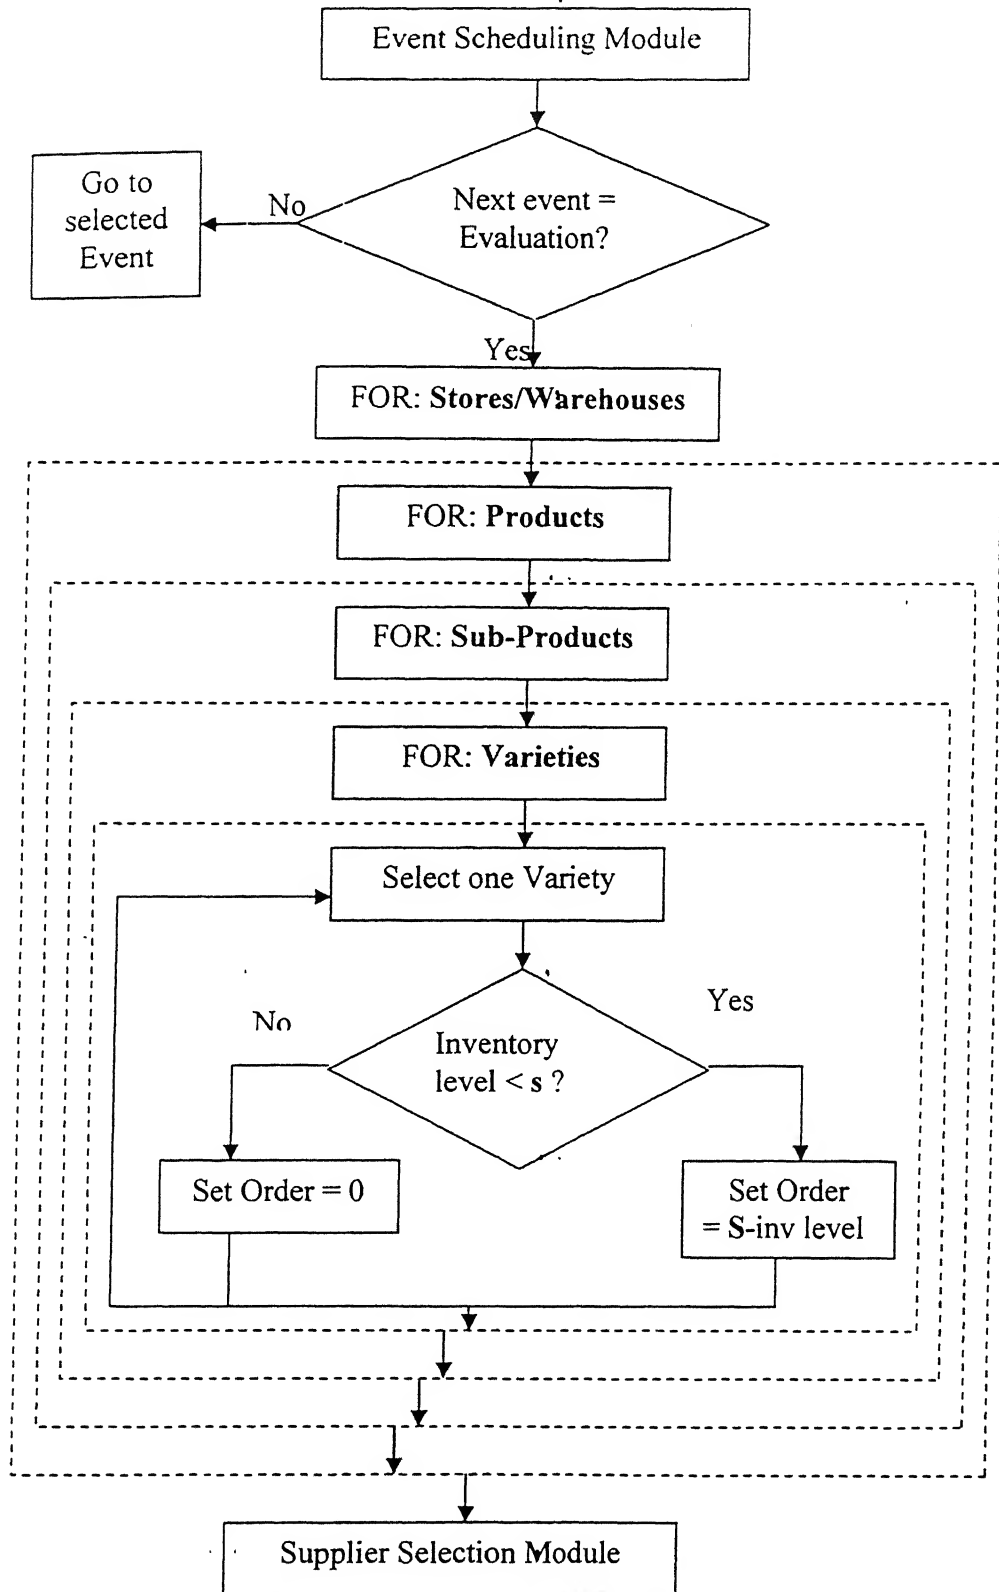 Event Scheduling Module
Next event =
Evaluation?
No
Go to
selected
Event
Yes
FOR: Stores/Warehouses
FOR: Products
FOR: Sub-Products
FOR: Varieties
Select one Variety
Inventory
level < s ?
No
Yes
Set Order = 0
Set Order
= S-inv level
Supplier Selection Module